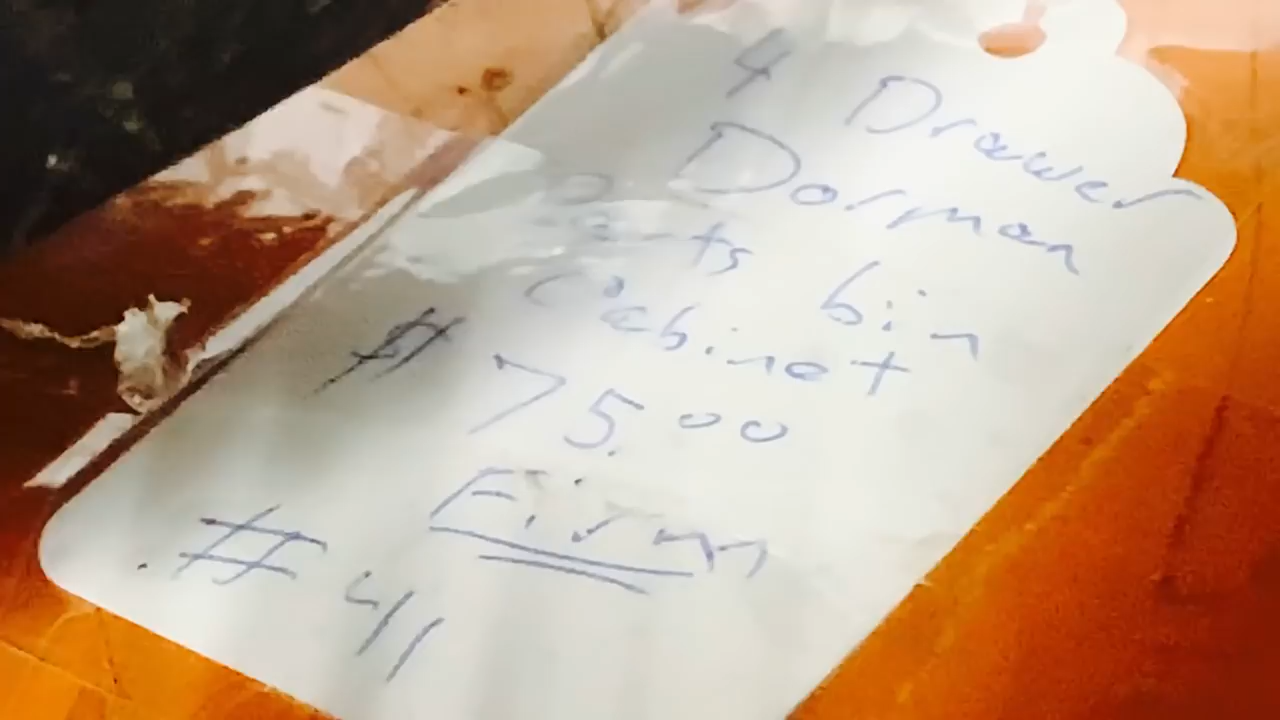 4 Drawer
Dorman
Parts bin
Cabinet
$ 75.00
Firm
# 41